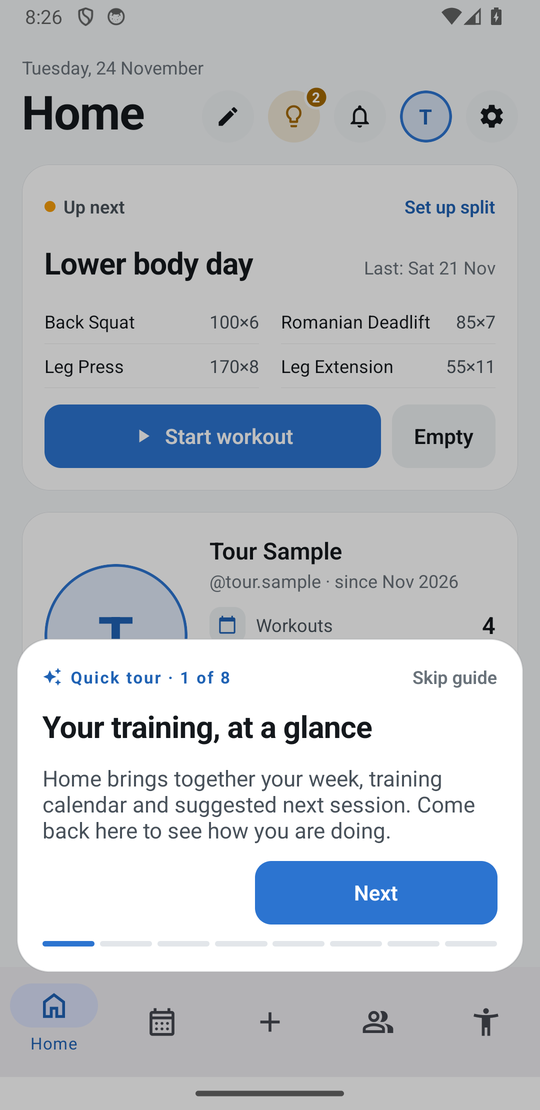 8:26
Tuesday, 24 November
Home
2
T
Up next
Set up split
Lower body day
Last: Sat 21 Nov
Back Squat 100×6 Romanian Deadlift 85×7
Leg Press 170×8 Leg Extension 55×11
Start workout
Empty
Tour Sample
@tour.sample · since Nov 2026
T
Workouts 4
Quick tour · 1 of 8
Skip guide
Your training, at a glance
Home brings together your week, training
calendar and suggested next session. Come
back here to see how you are doing.
Next
Home